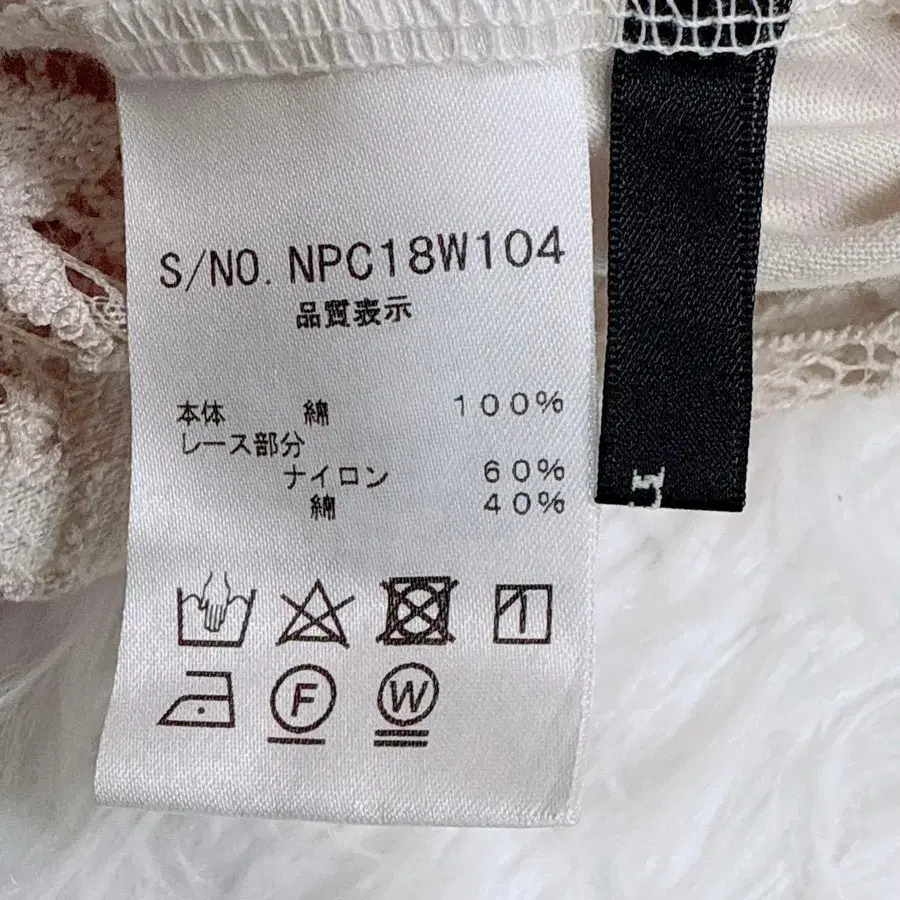 S/NO. NPC18W104
品質表示
本体 綿 100%
レース部分
ナイロン 60%
綿 40%
F W